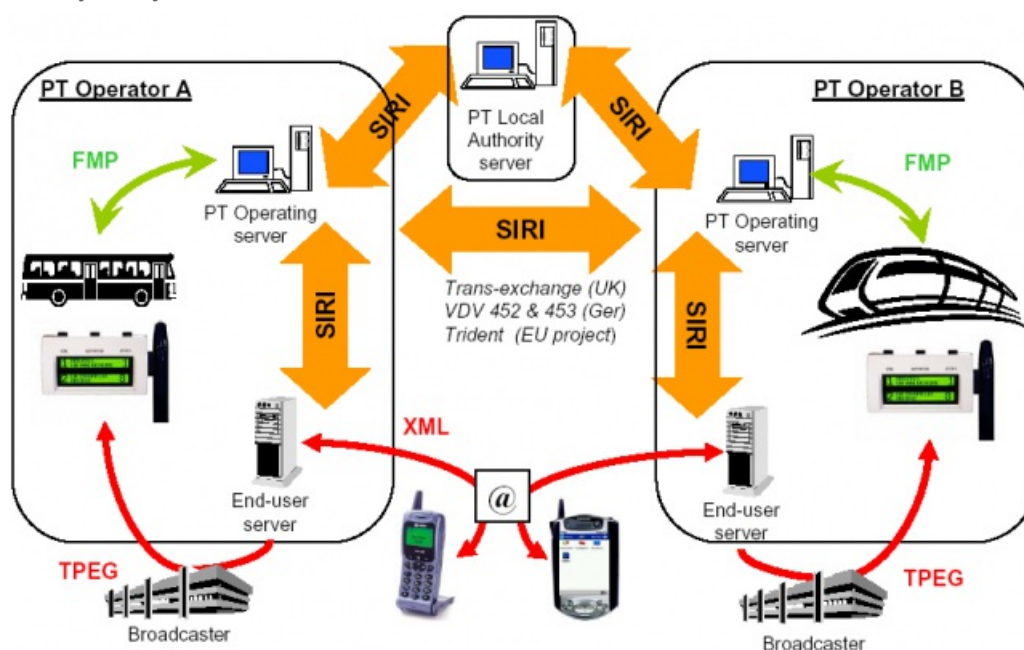 PT Operator A
PT Operator B
PT Local
Authority
server
SIRI
SIRI
FMP
FMP
PT Operating
server
PT Operating
server
SIRI
Trans-exchange (UK)
VDV 452 & 453 (Ger)
Trident (EU project)
SIRI
SIRI
XML
@
End-user
server
End-user
server
TPEG
TPEG
Broadcaster
Broadcaster